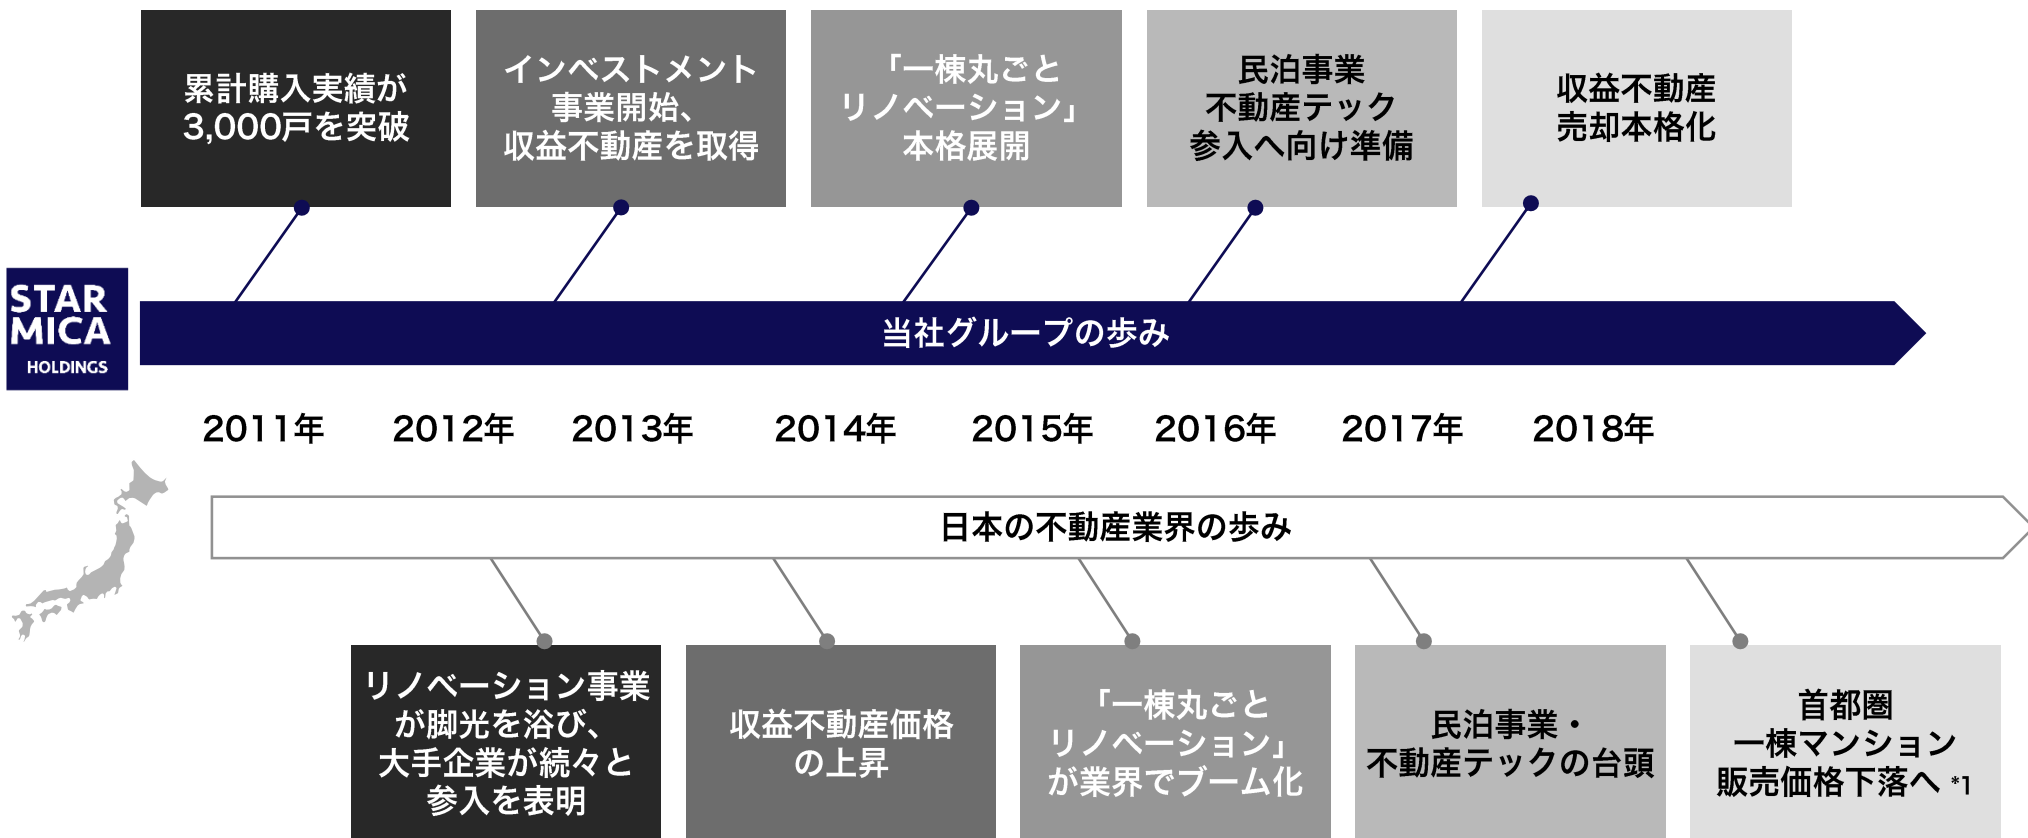 累計購入実績が
3,000戸を突破
インベストメント
事業開始、
収益不動産を取得
「一棟丸ごと
リノベーション」
本格展開
民泊事業
不動産テック
参入へ向け準備
収益不動産
売却本格化
STAR
MICA
HOLDINGS
当社グループの歩み
2011年 2012年 2013年 2014年 2015年 2016年 2017年 2018年
日本の不動産業界の歩み
リノベーション事業
が脚光を浴び、
大手企業が続々と
参入を表明
収益不動産価格
の上昇
「一棟丸ごと
リノベーション」
が業界でブーム化
民泊事業・
不動産テックの台頭
首都圏
一棟マンション
販売価格下落へ *1